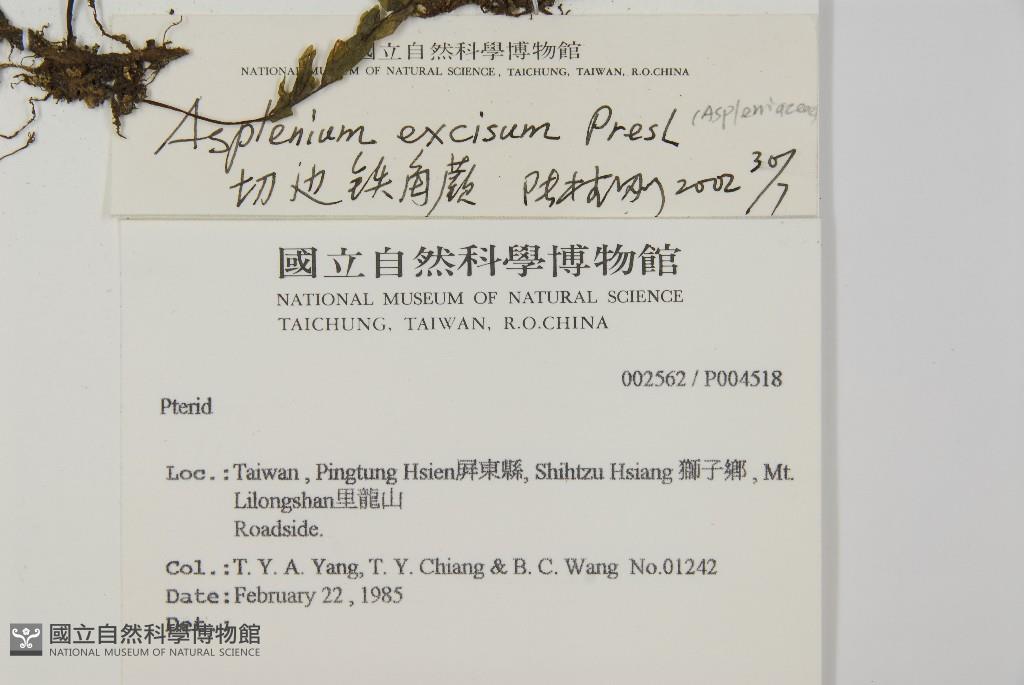 國立自然科學博物館
NATIONAL MUSEUM OF NATURAL SCIENCE, TAICHUNG, TAIWAN, R.O.CHINA
Asplenium excisum Presl (Aspleniaceae)
切边铁角蕨 2002 30/7
國立自然科學博物館
NATIONAL MUSEUM OF NATURAL SCIENCE
TAICHUNG, TAIWAN, R.O.CHINA
002562 / P004518
Pterid
Loc.:Taiwan , Pingtung Hsien屏東縣, Shihtzu Hsiang 獅子鄉 , Mt.
Lilongshan里龍山
Roadside.
Col.:T. Y. A. Yang, T. Y. Chiang & B. C. Wang No.01242
Date:February 22 , 1985
Det.:
國立自然科學博物館
NATIONAL MUSEUM OF NATURAL SCIENCE